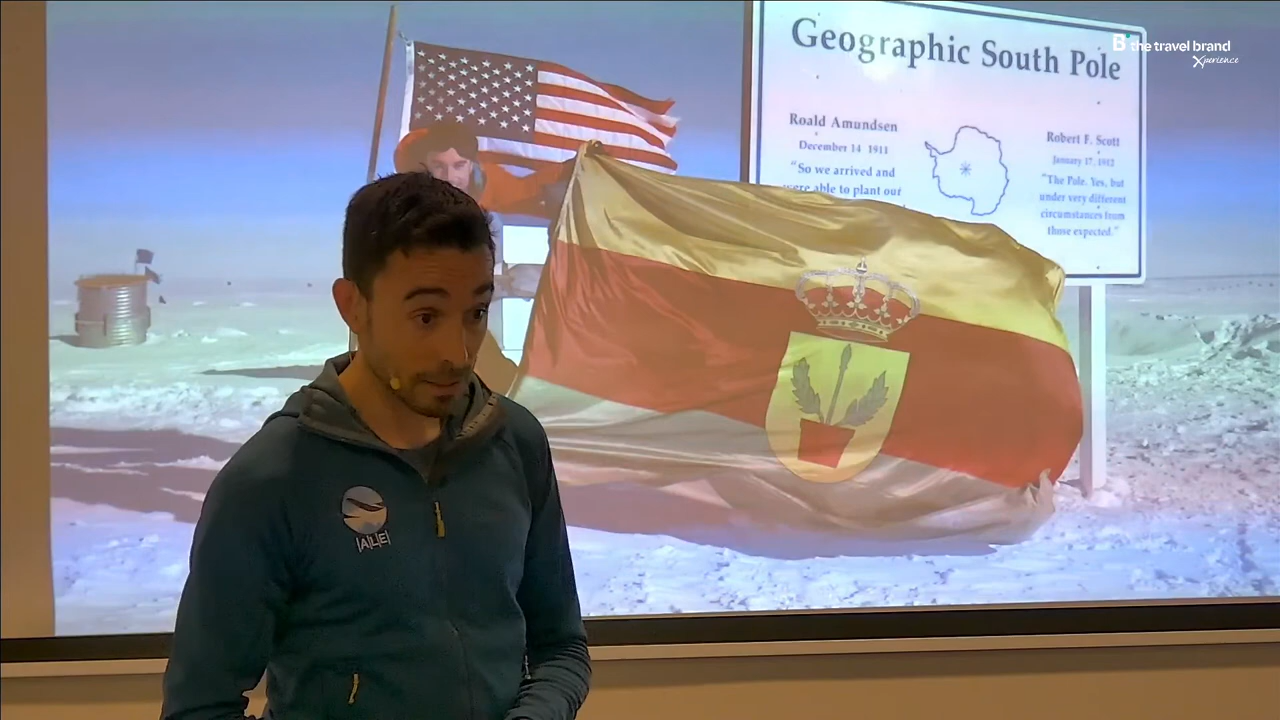 Geographic South Pole
Roald Amundsen
December 14 1911
"So we arrived and
were able to plant our
Robert F. Scott
January 17, 1912
"The Pole. Yes, but
under very different
circumstances from
those expected."
B the travel brand
Xperience
|A|L|E|